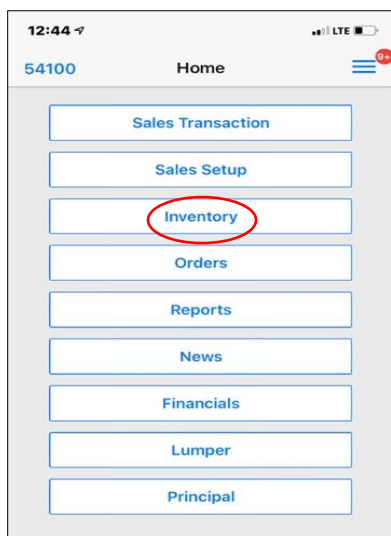 12:44 LTE
54100 Home 9+
Sales Transaction
Sales Setup
Inventory
Orders
Reports
News
Financials
Lumper
Principal